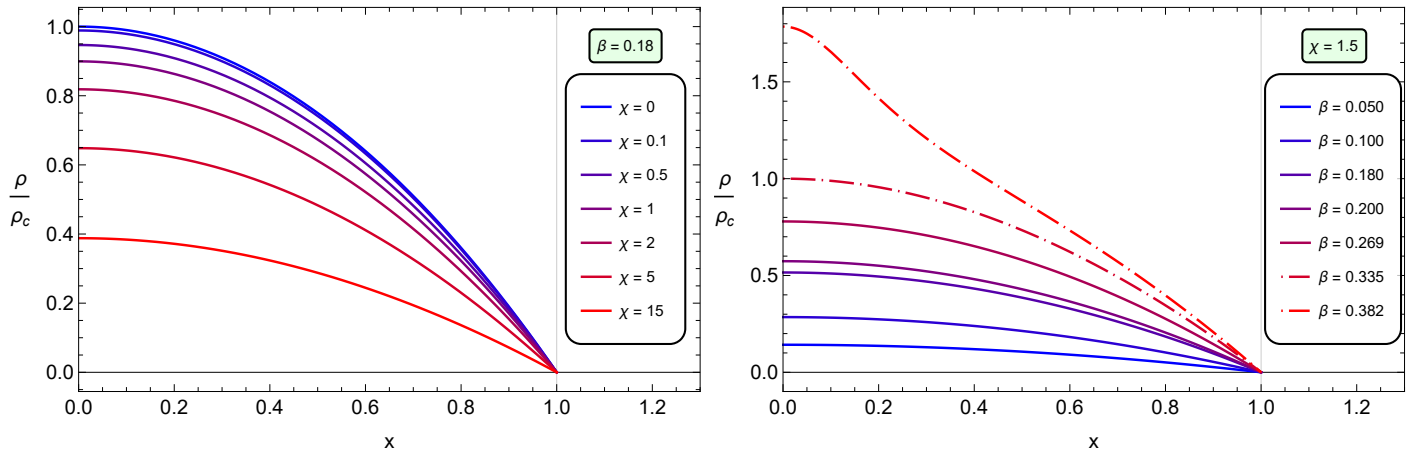 β = 0.18
χ = 0
χ = 0.1
χ = 0.5
χ = 1
χ = 2
χ = 5
χ = 15
1.0
0.8
0.6
0.4
0.2
0.0
ρ
ρc
0.0 0.2 0.4 0.6 0.8 1.0 1.2
x
χ = 1.5
β = 0.050
β = 0.100
β = 0.180
β = 0.200
β = 0.269
β = 0.335
β = 0.382
1.5
1.0
0.5
0.0
ρ
ρc
0.0 0.2 0.4 0.6 0.8 1.0 1.2
x